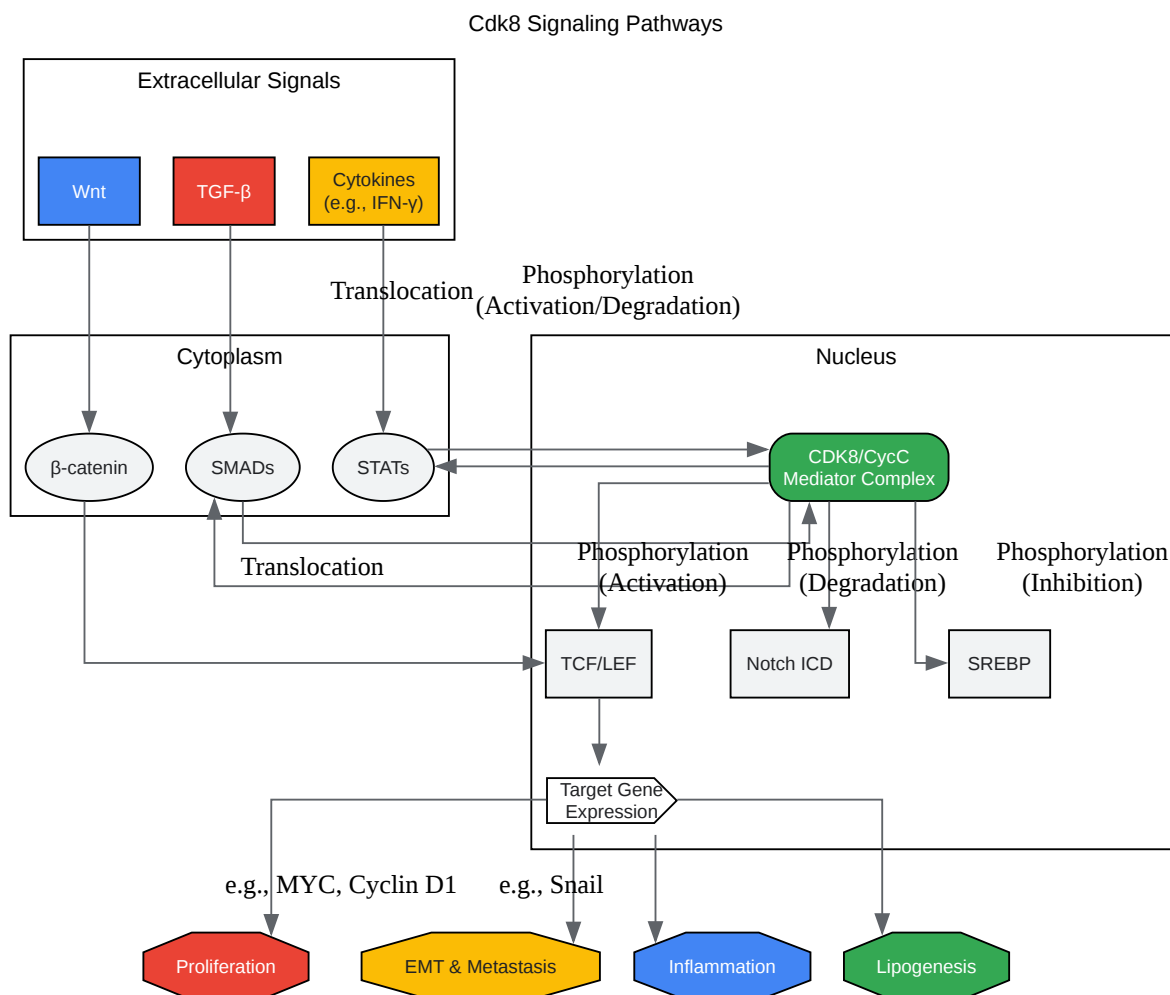 Cdk8 Signaling Pathways
Extracellular Signals
Wnt
TGF-β
Cytokines
(e.g., IFN-γ)
Translocation
Phosphorylation
(Activation/Degradation)
Cytoplasm
Nucleus
β-catenin
SMADs
STATs
CDK8/CycC
Mediator Complex
Translocation
Phosphorylation
(Activation)
Phosphorylation
(Degradation)
Phosphorylation
(Inhibition)
TCF/LEF
Notch ICD
SREBP
Target Gene
Expression
e.g., MYC, Cyclin D1
e.g., Snail
Proliferation
EMT & Metastasis
Inflammation
Lipogenesis